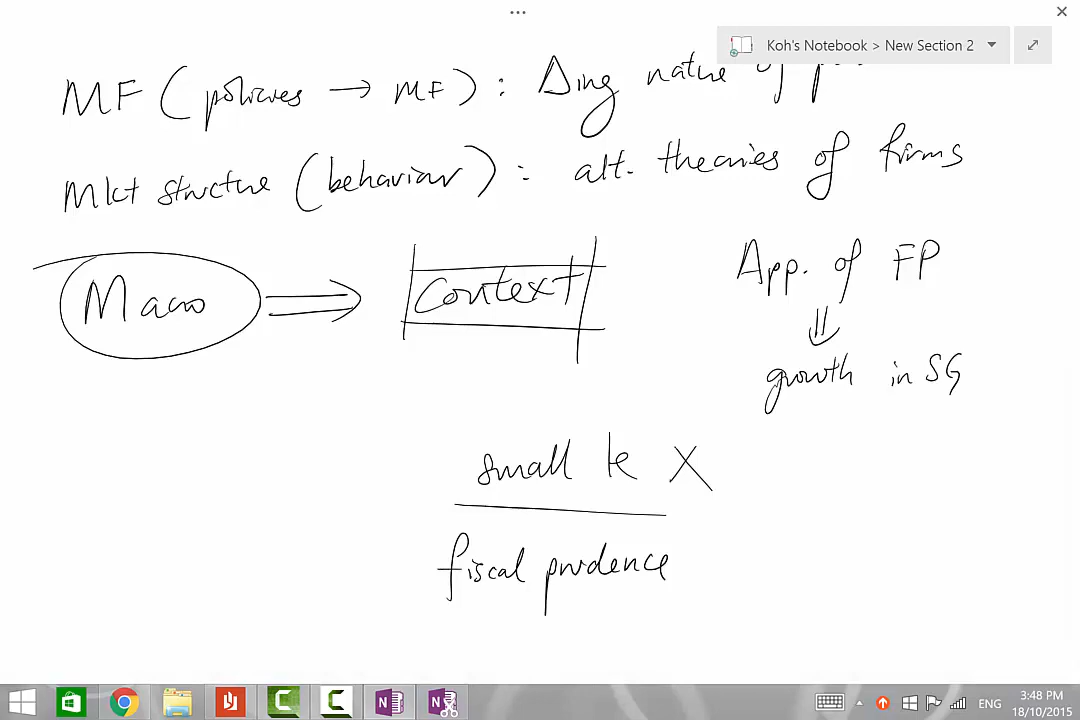 ...
×
Koh's Notebook > New Section 2
MF (policies → MF) : Δing nature of
Mkt structure (behavior) : alt. theories of firms
Macro ⇒ Context
App. of FP
⇓
growth in SG
small k X
fiscal prudence
ENG
3:48 PM
18/10/2015